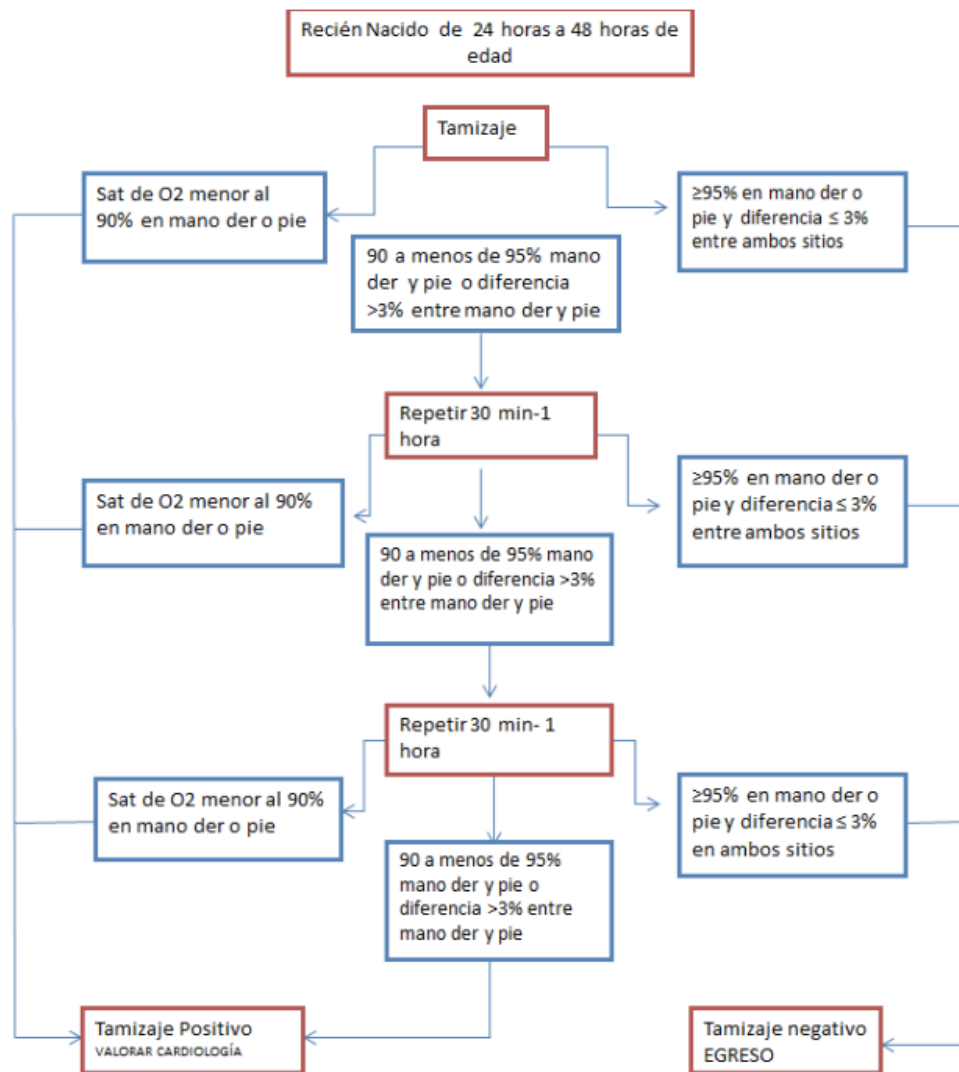 Recién Nacido de 24 horas a 48 horas de
edad
Tamizaje
Sat de O2 menor al
90% en mano der o pie
≥95% en mano der o
pie y diferencia ≤ 3%
entre ambos sitios
90 a menos de 95% mano
der y pie o diferencia
>3% entre mano der y pie
Repetir 30 min-1
hora
Sat de O2 menor al 90%
en mano der o pie
≥95% en mano der o
pie y diferencia ≤ 3%
entre ambos sitios
90 a menos de 95% mano
der y pie o diferencia >3%
entre mano der y pie
Repetir 30 min- 1
hora
Sat de O2 menor al 90%
en mano der o pie
≥95% en mano der o
pie y diferencia ≤ 3%
en ambos sitios
90 a menos de 95%
mano der y pie o
diferencia >3% entre
mano der y pie
Tamizaje Positivo
VALORAR CARDIOLOGÍA
Tamizaje negativo
EGRESO